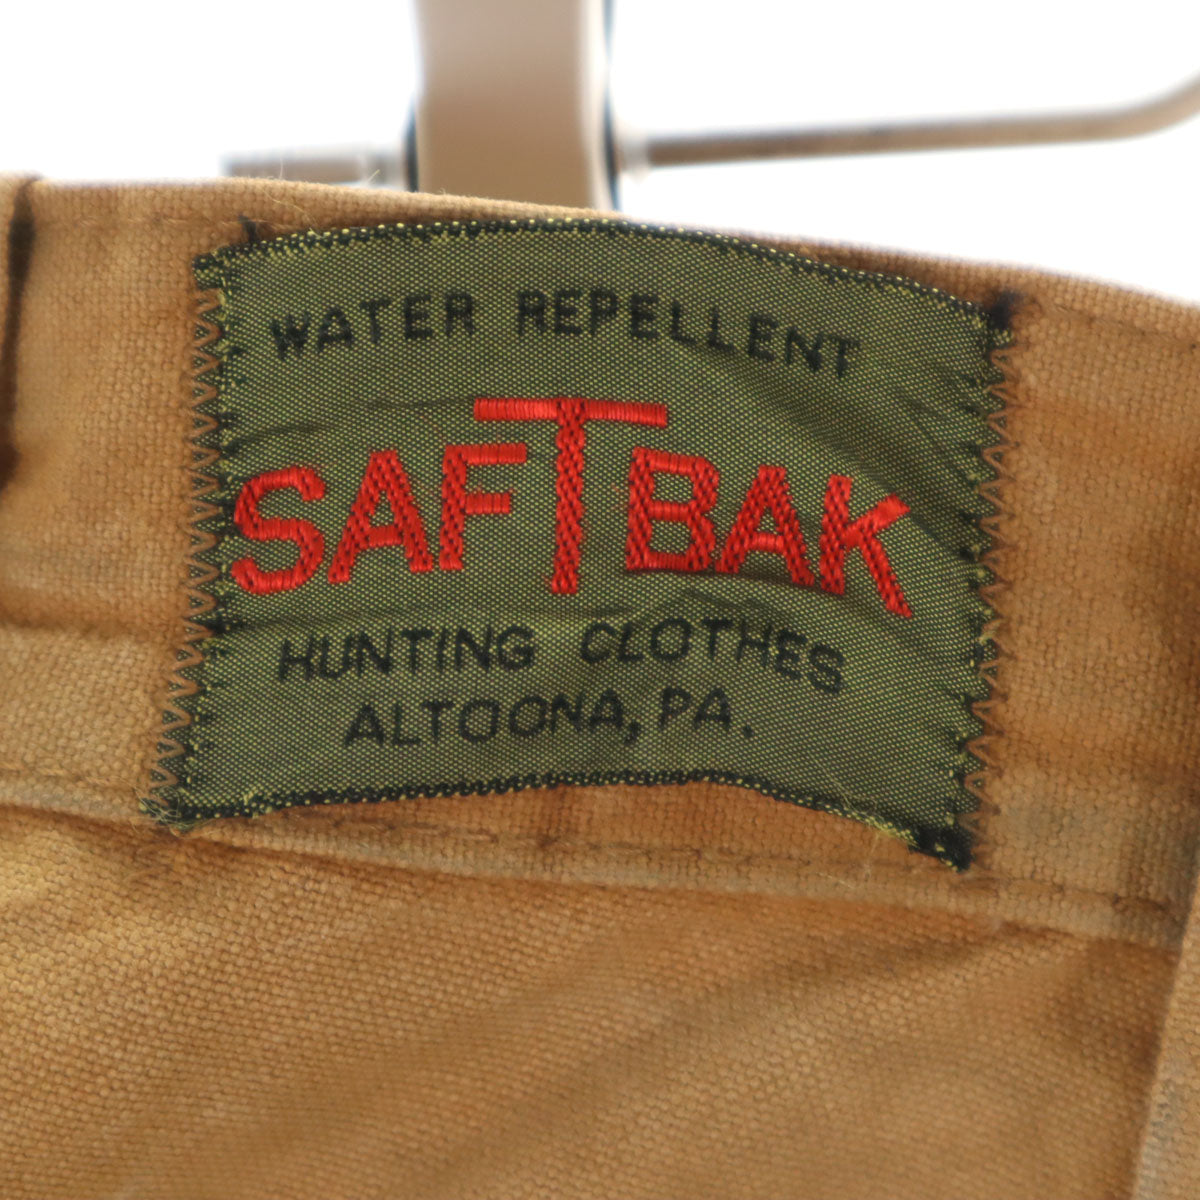 WATER REPELLENT
SAFTBAK
HUNTING CLOTHES
ALTOONA, PA.